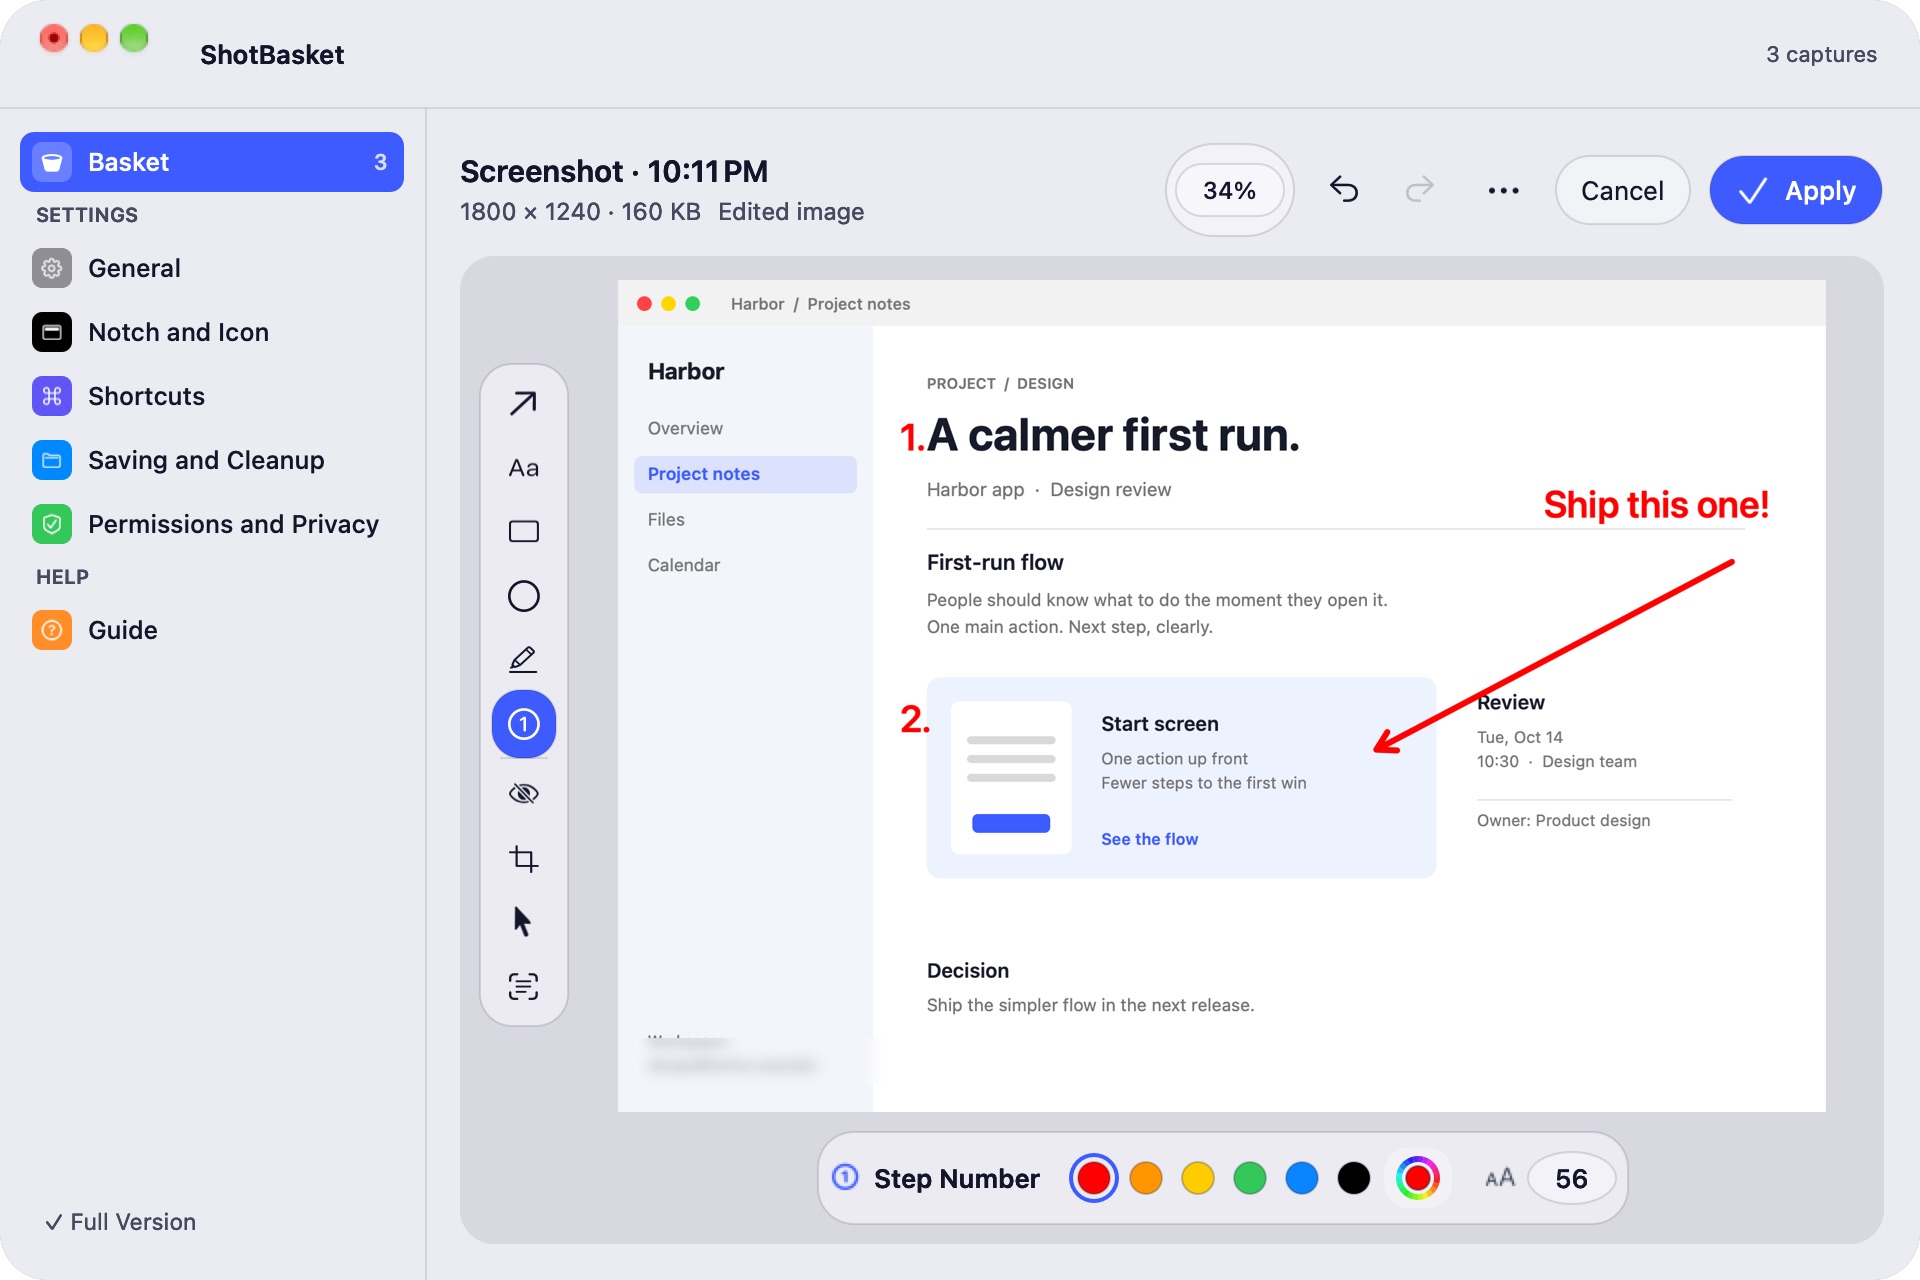 ShotBasket
3 captures
Basket 3
SETTINGS
General
Notch and Icon
Shortcuts
Saving and Cleanup
Permissions and Privacy
HELP
Guide
✓ Full Version
Screenshot · 10:11 PM
1800 × 1240 · 160 KB Edited image
34%
Cancel
Apply
Aa
1
Harbor / Project notes
Harbor
Overview
Project notes
Files
Calendar
PROJECT / DESIGN
1. A calmer first run.
Harbor app · Design review
Ship this one!
First-run flow
People should know what to do the moment they open it.
One main action. Next step, clearly.
2.
Start screen
One action up front
Fewer steps to the first win
See the flow
Review
Tue, Oct 14
10:30 · Design team
Owner: Product design
Decision
Ship the simpler flow in the next release.
1 Step Number
AA 56